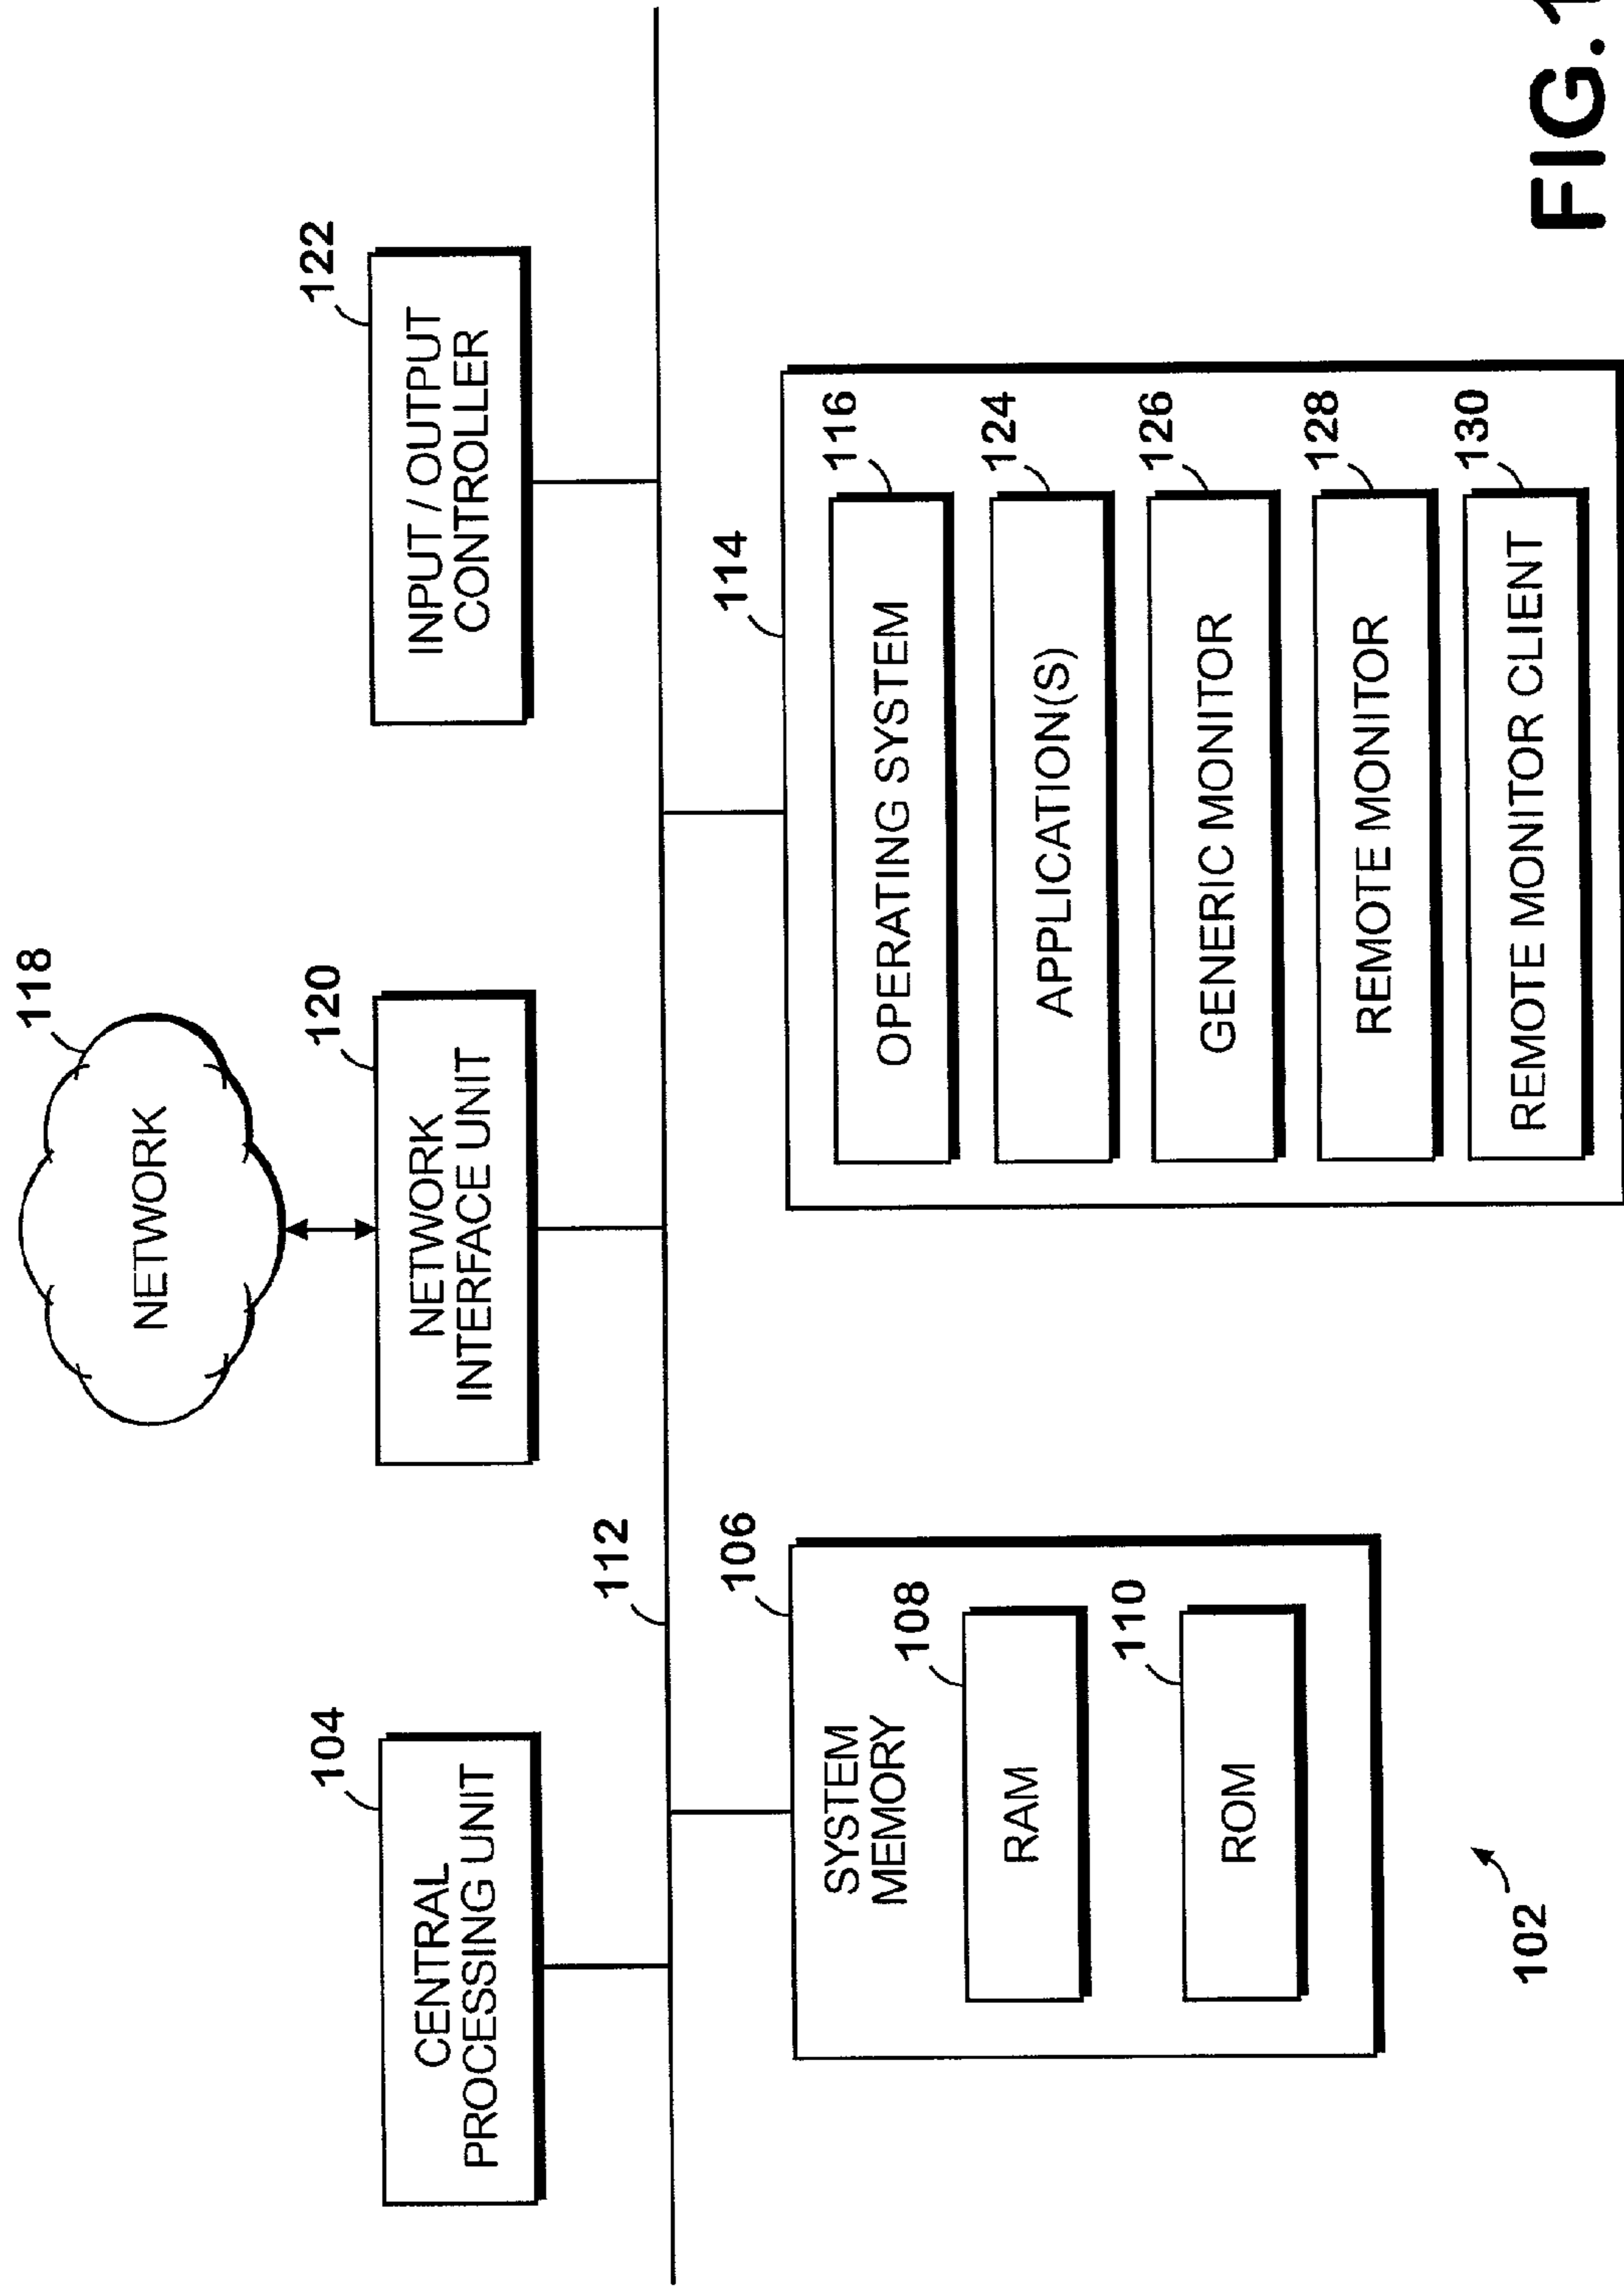 118
NETWORK
104
CENTRAL
PROCESSING UNIT
120
NETWORK
INTERFACE UNIT
122
INPUT / OUTPUT
CONTROLLER
112
106
SYSTEM
MEMORY
108
RAM
110
ROM
114
116
OPERATING SYSTEM
124
APPLICATION(S)
126
GENERIC MONITOR
128
REMOTE MONITOR
130
REMOTE MONITOR CLIENT
102
FIG.1